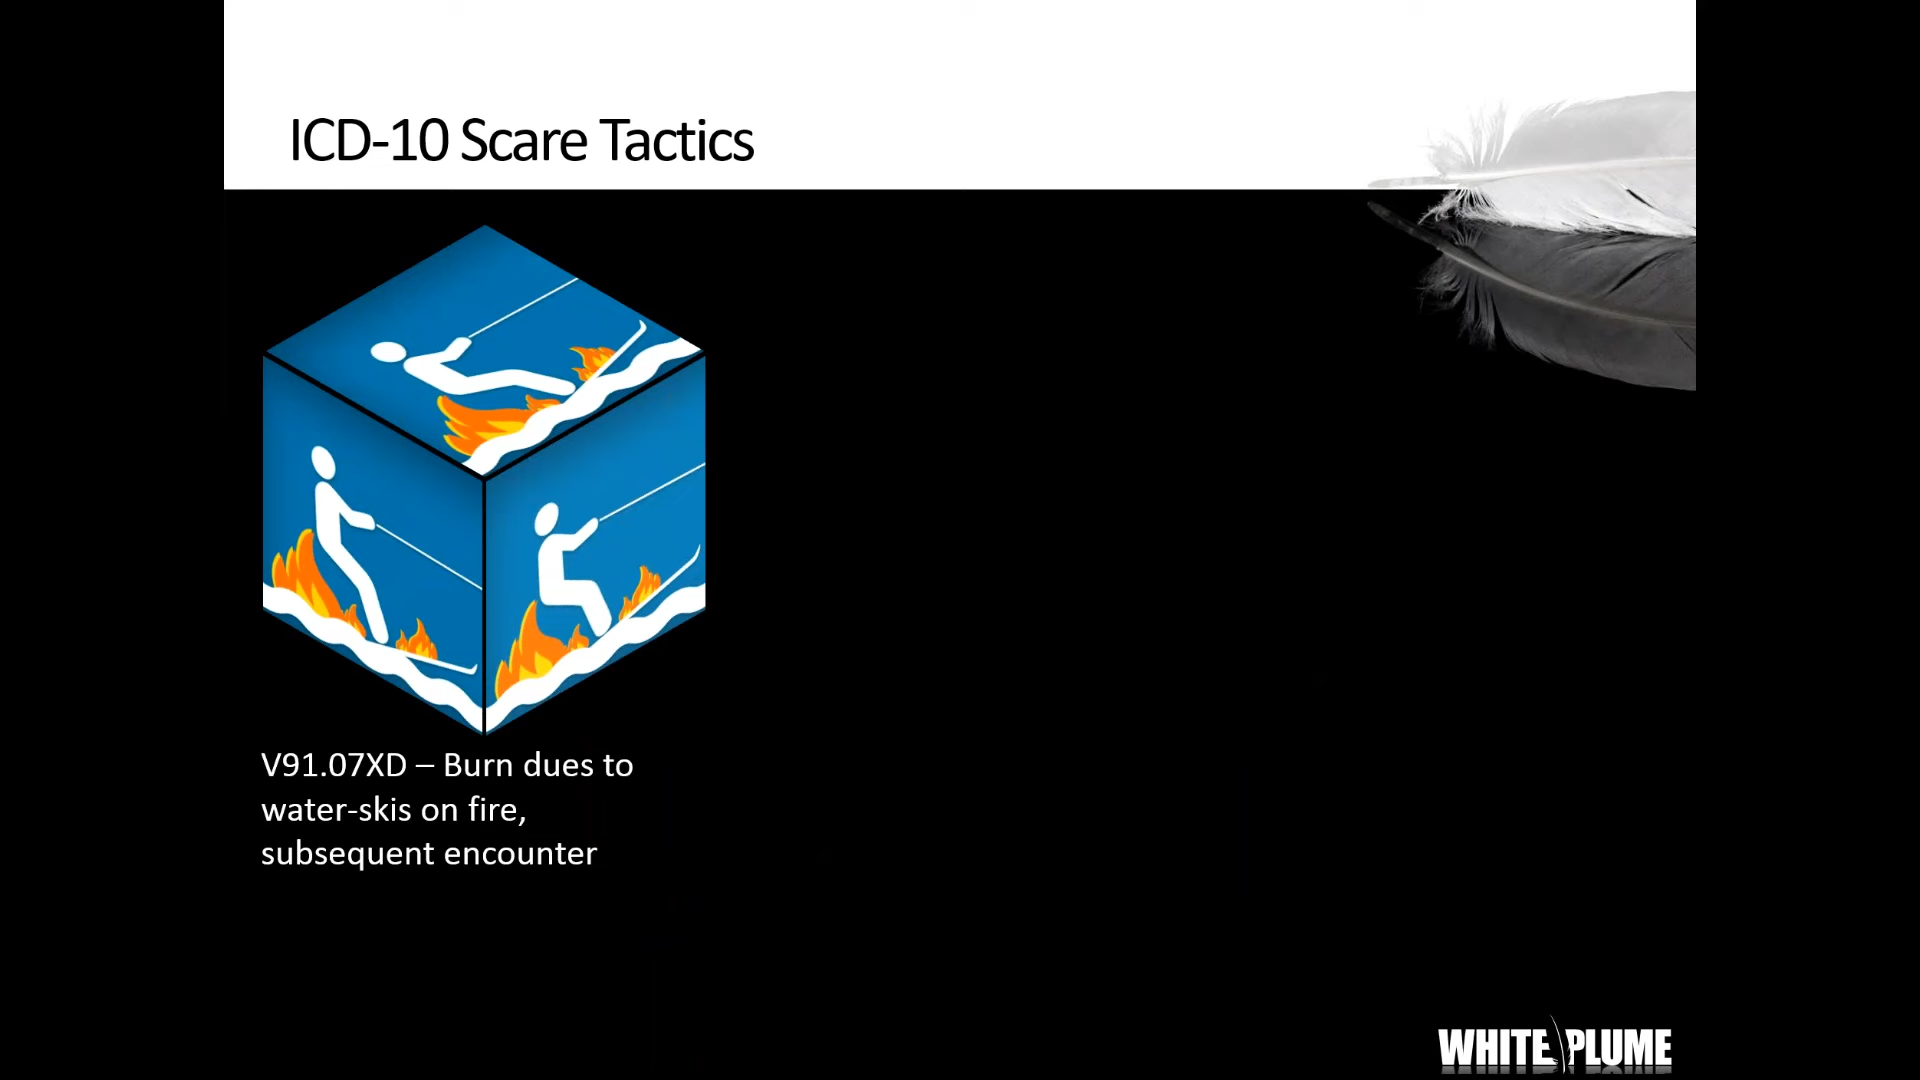 ICD-10 Scare Tactics
V91.07XD – Burn dues to
water-skis on fire,
subsequent encounter
WHITE PLUME